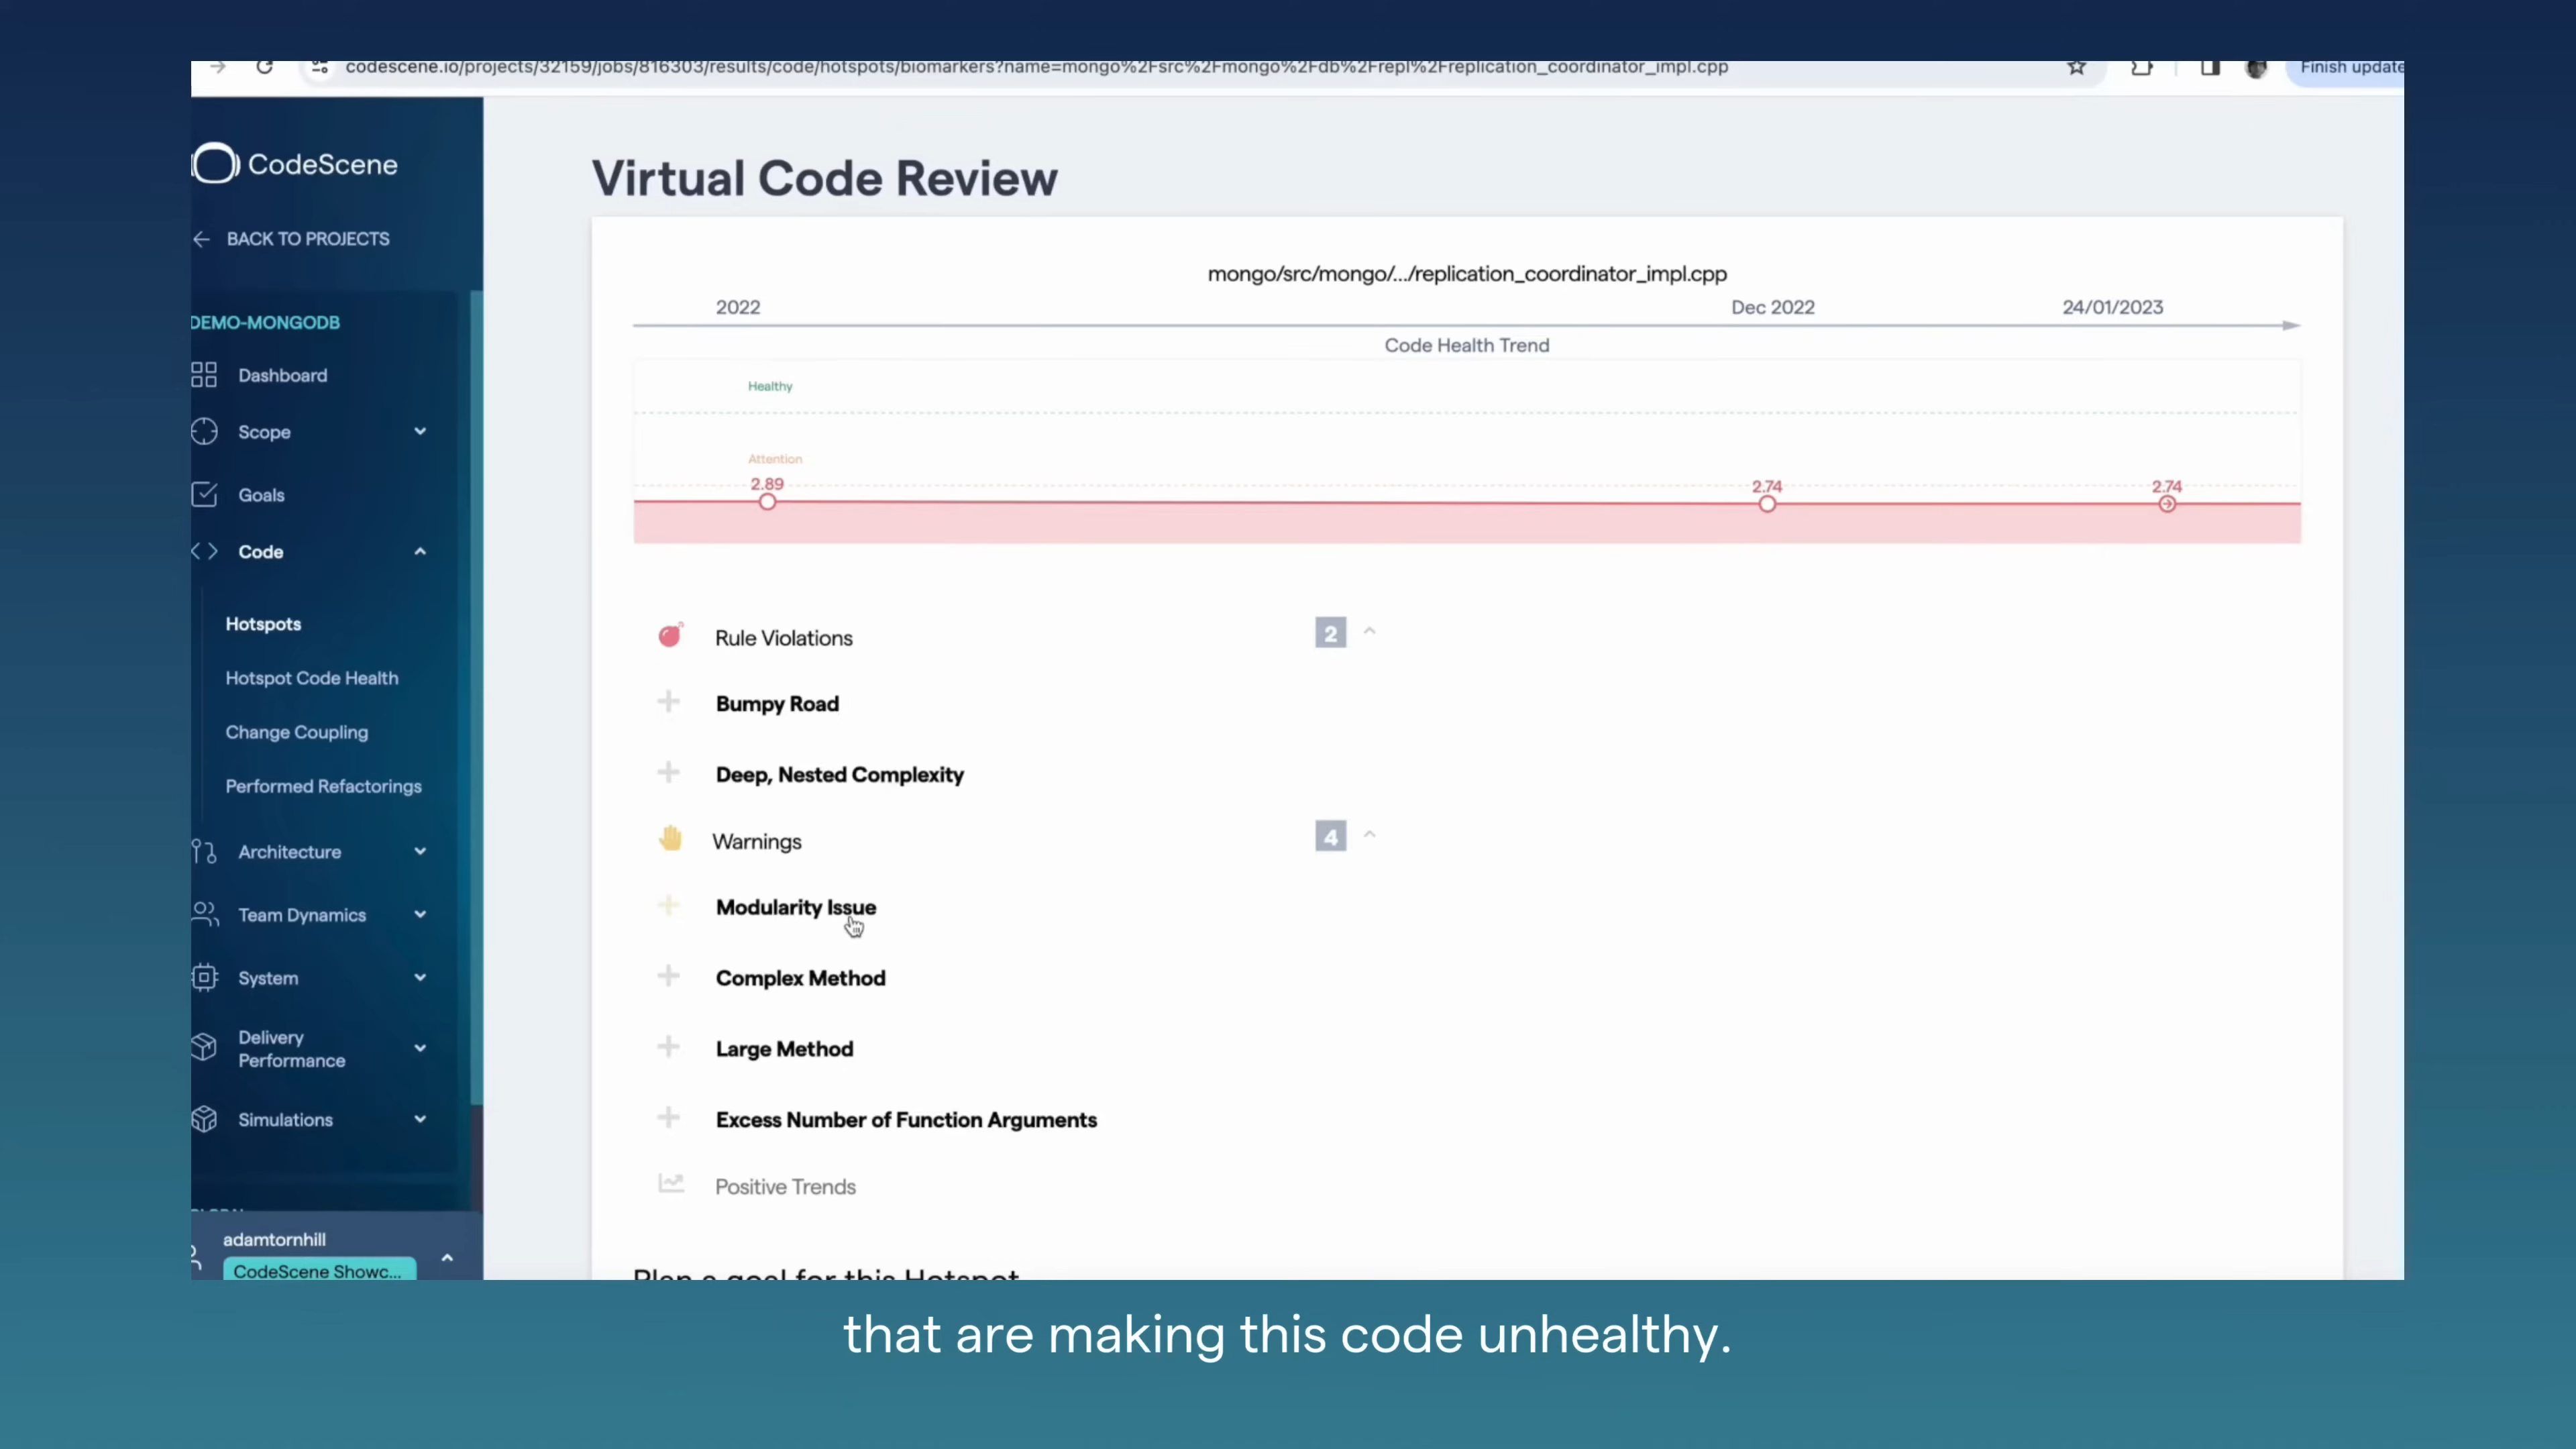 codescene.io/projects/32159/jobs/816303/results/code/hotspots/biomarkers?name=mongo%2Fsrc%2Fmongo%2Fdb%2Frepl%2Freplication_coordinator_impl.cpp
Finish update
CodeScene
BACK TO PROJECTS
DEMO-MONGODB
Dashboard
Scope
Goals
Code
Hotspots
Hotspot Code Health
Change Coupling
Performed Refactorings
Architecture
Team Dynamics
System
Delivery
Performance
Simulations
adamtornhill
CodeScene Showc...
Virtual Code Review
mongo/src/mongo/.../replication_coordinator_impl.cpp
2022
Dec 2022
24/01/2023
Code Health Trend
Healthy
Attention
2.89
2.74
2.74
Rule Violations
2
Bumpy Road
Deep, Nested Complexity
Warnings
4
Modularity Issue
Complex Method
Large Method
Excess Number of Function Arguments
Positive Trends
Plan a goal for this Hotspot
that are making this code unhealthy.